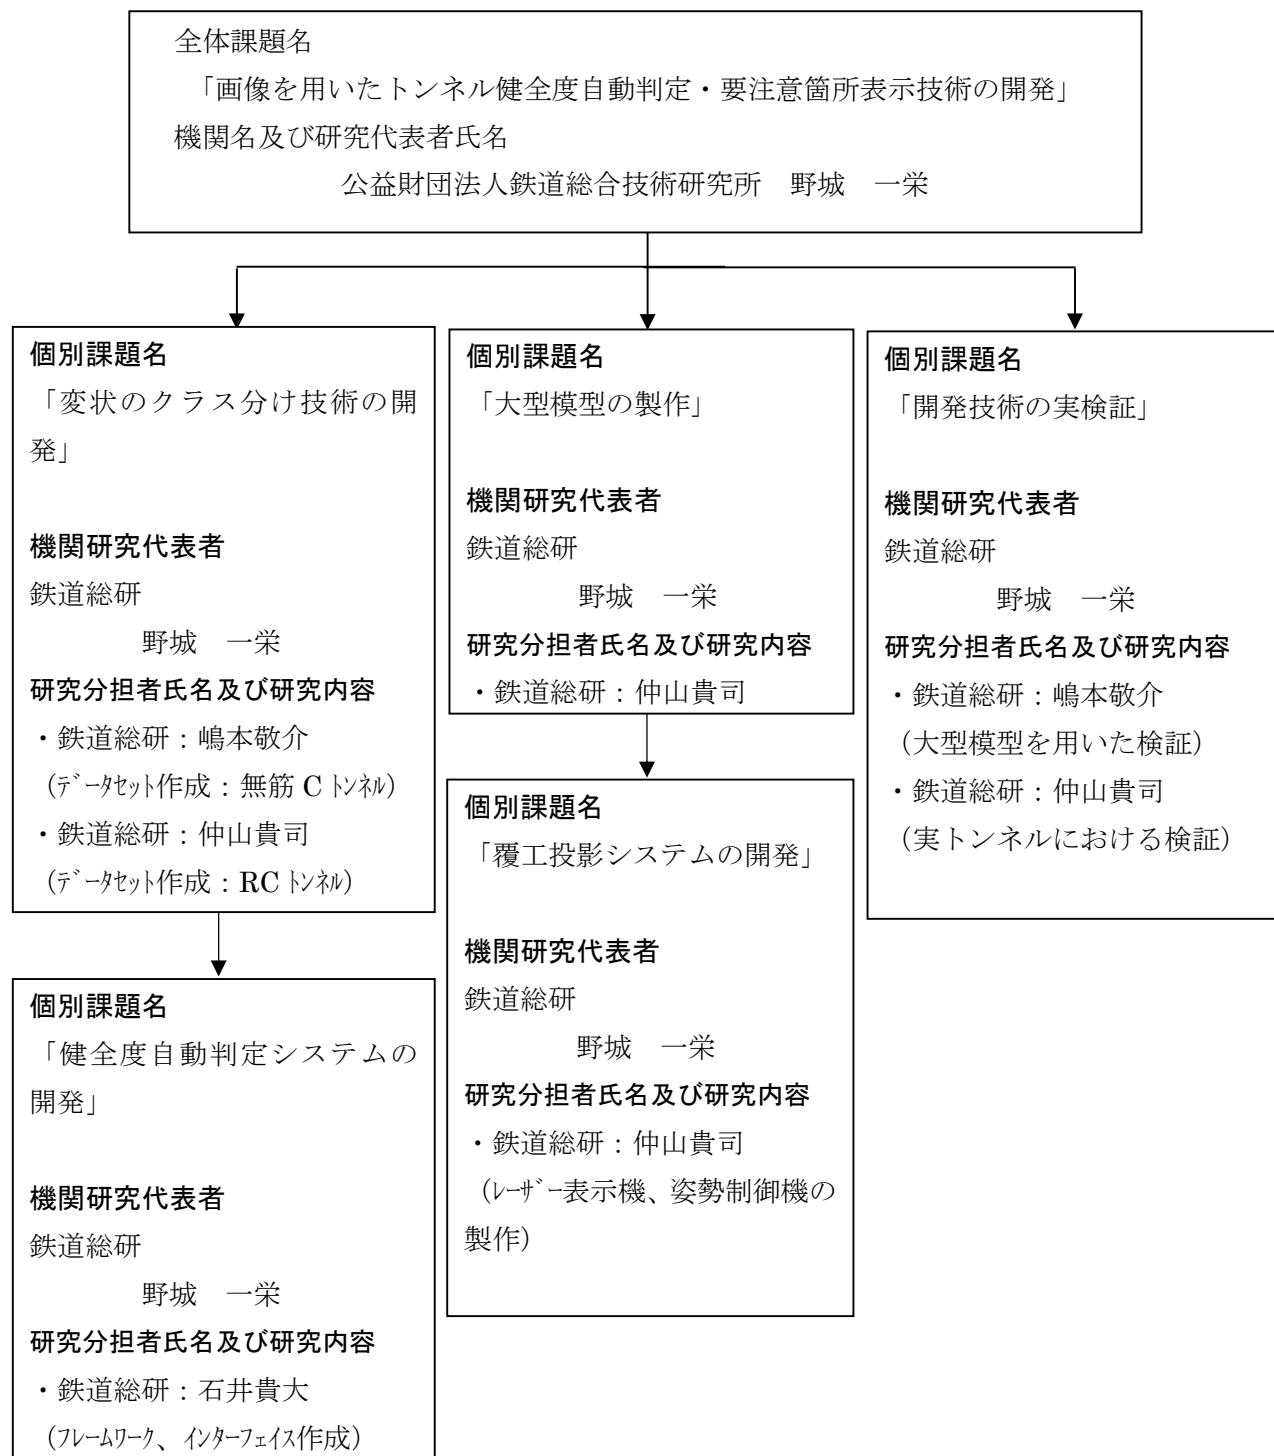 全体課題名
「画像を用いたトンネル健全度自動判定・要注意箇所表示技術の開発」
機関名及び研究代表者氏名
公益財団法人鉄道総合技術研究所　野城　一栄
個別課題名
「変状のクラス分け技術の開
発」
機関研究代表者
鉄道総研
野城　一栄
研究分担者氏名及び研究内容
・鉄道総研：嶋本敬介
（ﾃﾞｰﾀｾｯﾄ作成：無筋 C ﾄﾝﾈﾙ）
・鉄道総研：仲山貴司
（ﾃﾞｰﾀｾｯﾄ作成：RC ﾄﾝﾈﾙ）
個別課題名
「健全度自動判定システムの
開発」
機関研究代表者
鉄道総研
野城　一栄
研究分担者氏名及び研究内容
・鉄道総研：石井貴大
（ﾌﾚｰﾑﾜｰｸ、ｲﾝﾀｰﾌｪｲｽ作成）
個別課題名
「大型模型の製作」
機関研究代表者
鉄道総研
野城　一栄
研究分担者氏名及び研究内容
・鉄道総研：仲山貴司
個別課題名
「覆工投影システムの開発」
機関研究代表者
鉄道総研
野城　一栄
研究分担者氏名及び研究内容
・鉄道総研：仲山貴司
（ﾚｰｻﾞｰ表示機、姿勢制御機の
製作）
個別課題名
「開発技術の実検証」
機関研究代表者
鉄道総研
野城　一栄
研究分担者氏名及び研究内容
・鉄道総研：嶋本敬介
（大型模型を用いた検証）
・鉄道総研：仲山貴司
（実トンネルにおける検証）